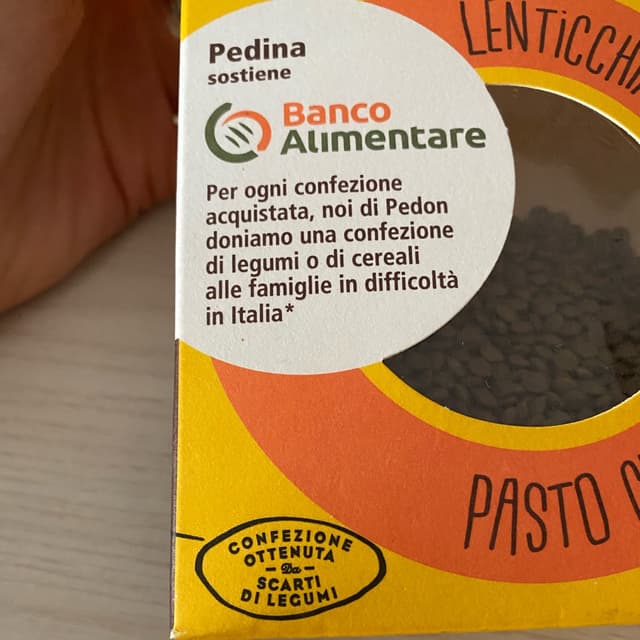 Pedina
sostiene
Banco
Alimentare
Per ogni confezione
acquistata, noi di Pedon
doniamo una confezione
di legumi o di cereali
alle famiglie in difficoltà
in Italia*
LENTiCCHi
PASTO
CONFEZIONE
OTTENUTA
Da
SCARTI
DI LEGUMI